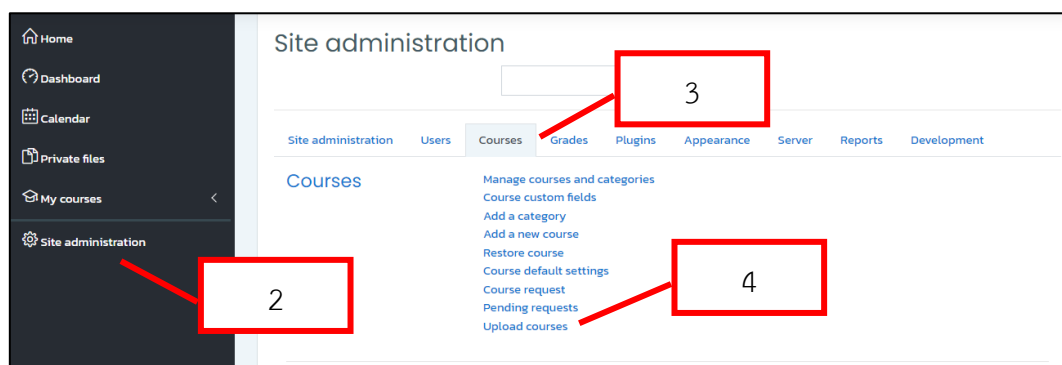 Home
Dashboard
Calendar
Private files
My courses
Site administration
2
Site administration
3
Site administration Users Courses Grades Plugins Appearance Server Reports Development
Courses
Manage courses and categories
Course custom fields
Add a category
Add a new course
Restore course
Course default settings
Course request
Pending requests
Upload courses
4